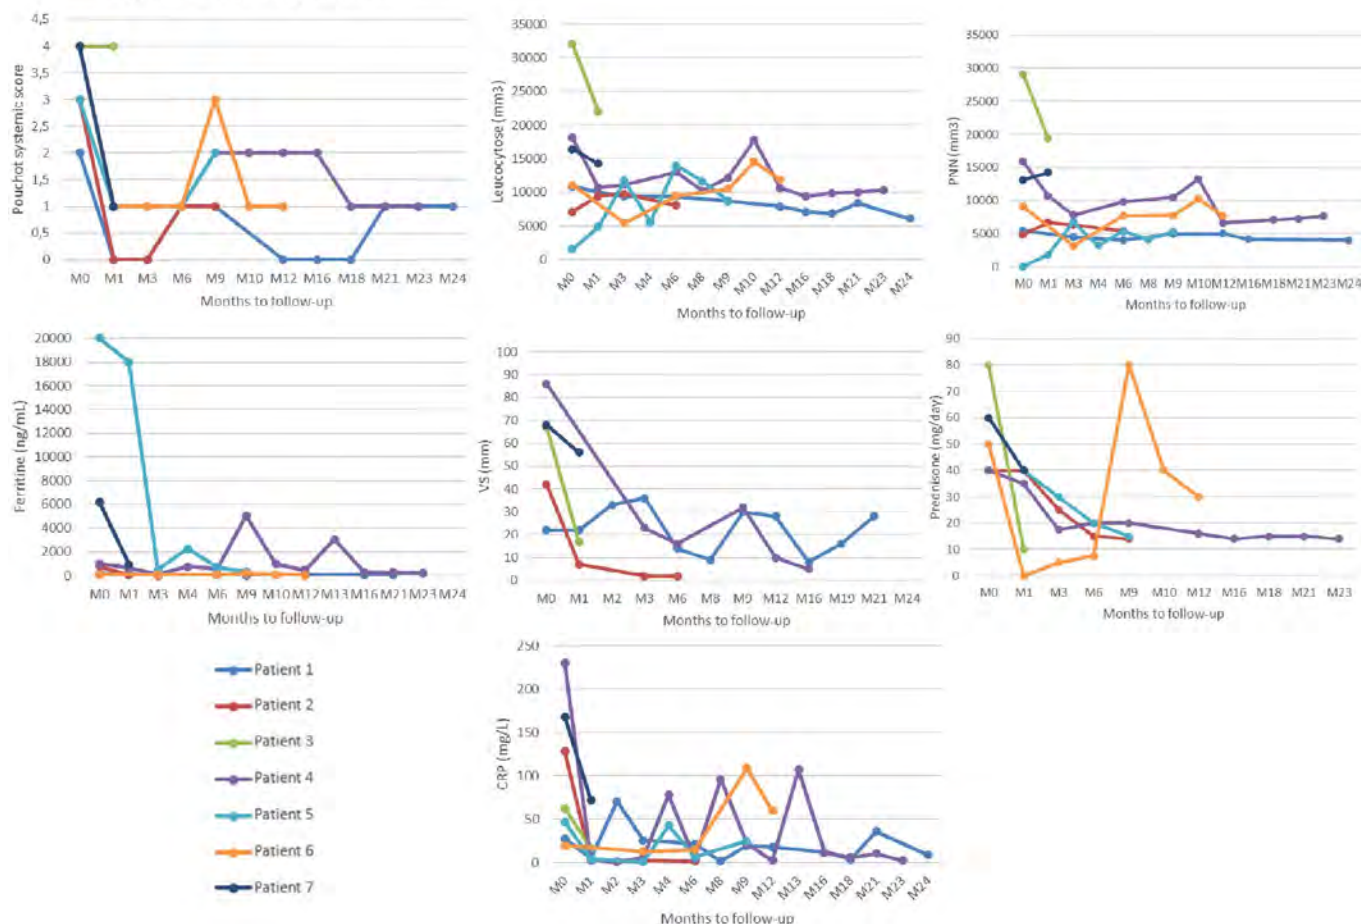 Pouchot systemic score
4,5
4
3,5
3
2,5
2
1,5
1
0,5
0
M0 M1 M3 M6 M9 M10 M12 M16 M18 M21 M23 M24
Months to follow-up
Leucocytose (mm3)
35000
30000
25000
20000
15000
10000
5000
0
M0 M1 M3 M4 M6 M8 M9 M10 M12 M16 M18 M21 M23 M24
Months to follow-up
PNN (mm3)
35000
30000
25000
20000
15000
10000
5000
0
M0 M1 M3 M4 M6 M8 M9 M10 M12 M16 M18 M21 M23 M24
Months to follow-up
Ferritine (ng/mL)
20000
18000
16000
14000
12000
10000
8000
6000
4000
2000
0
M0 M1 M3 M4 M6 M9 M10 M12 M13 M16 M21 M23 M24
Months to follow-up
VS (mm)
100
90
80
70
60
50
40
30
20
10
0
M0 M1 M2 M3 M6 M8 M9 M12 M16 M19 M21 M24
Months to follow-up
Prednisone (mg/day)
90
80
70
60
50
40
30
20
10
0
M0 M1 M3 M6 M9 M10 M12 M16 M18 M21 M23
Months to follow-up
Patient 1
Patient 2
Patient 3
Patient 4
Patient 5
Patient 6
Patient 7
CRP (mg/L)
250
200
150
100
50
0
M0 M1 M2 M3 M4 M6 M8 M9 M12 M13 M16 M18 M21 M23 M24
Months to follow-up